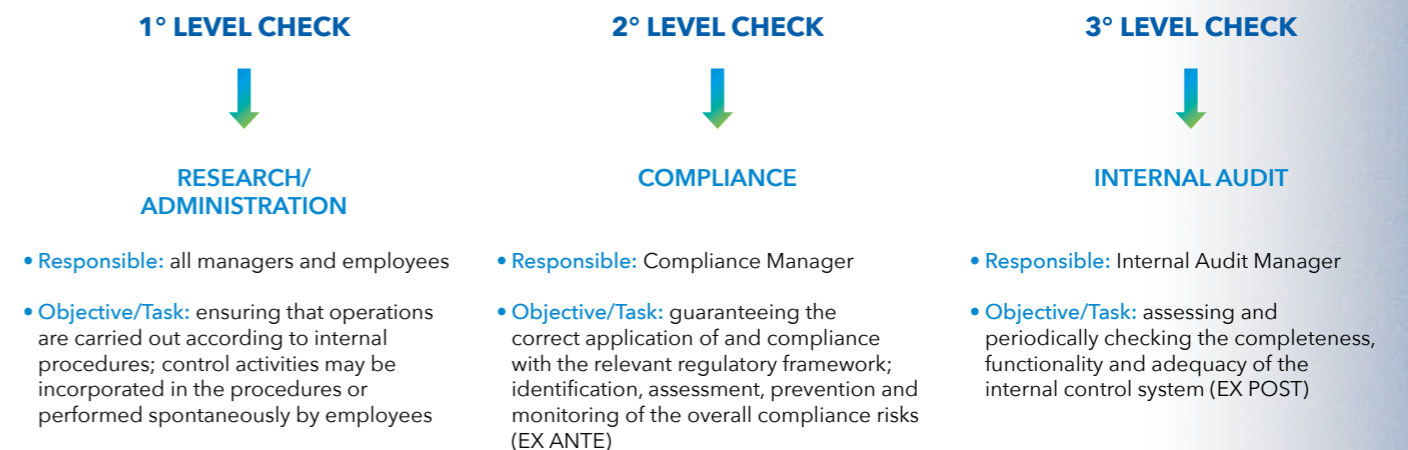 1° LEVEL CHECK
RESEARCH/
ADMINISTRATION
• Responsible: all managers and employees
• Objective/Task: ensuring that operations
are carried out according to internal
procedures; control activities may be
incorporated in the procedures or
performed spontaneously by employees
2° LEVEL CHECK
COMPLIANCE
• Responsible: Compliance Manager
• Objective/Task: guaranteeing the
correct application of and compliance
with the relevant regulatory framework;
identification, assessment, prevention and
monitoring of the overall compliance risks
(EX ANTE)
3° LEVEL CHECK
INTERNAL AUDIT
• Responsible: Internal Audit Manager
• Objective/Task: assessing and
periodically checking the completeness,
functionality and adequacy of the
internal control system (EX POST)